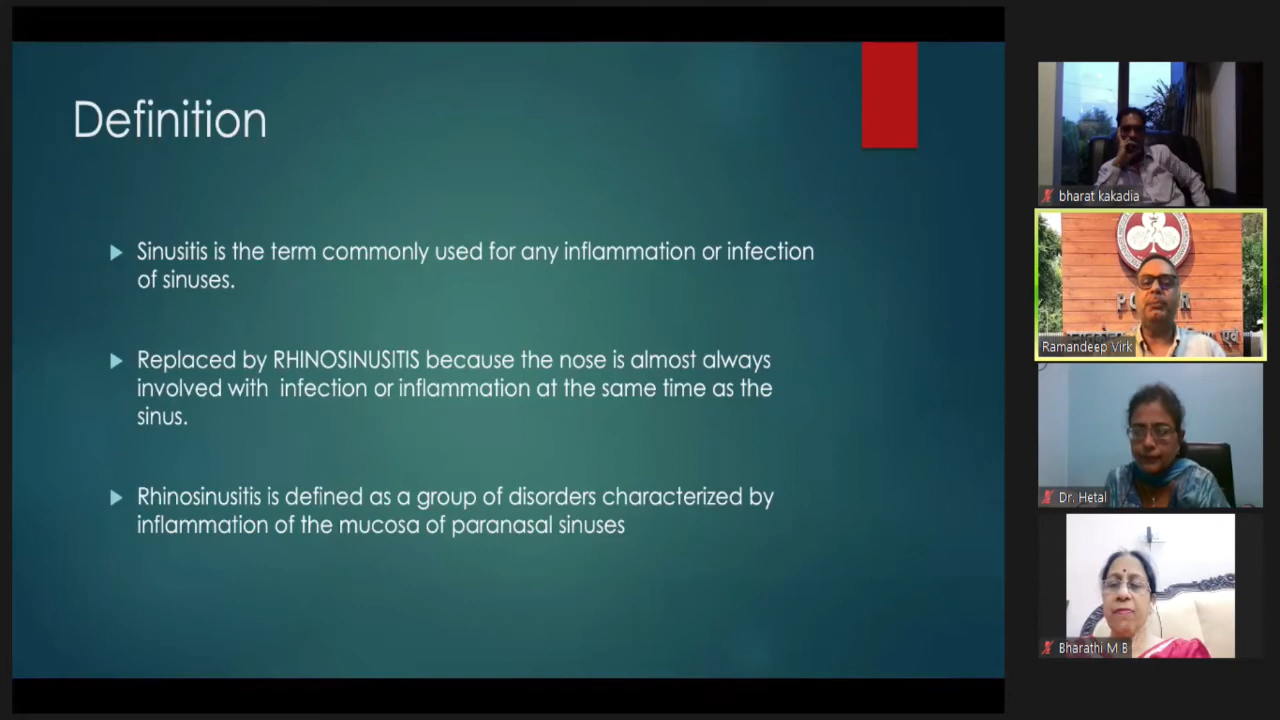 Definition
Sinusitis is the term commonly used for any inflammation or infection
of sinuses.
Replaced by RHINOSINUSITIS because the nose is almost always
involved with infection or inflammation at the same time as the
sinus.
Rhinosinusitis is defined as a group of disorders characterized by
inflammation of the mucosa of paranasal sinuses
bharat kakadia
Ramandeep Virk
Dr. Hetal
Bharathi M B